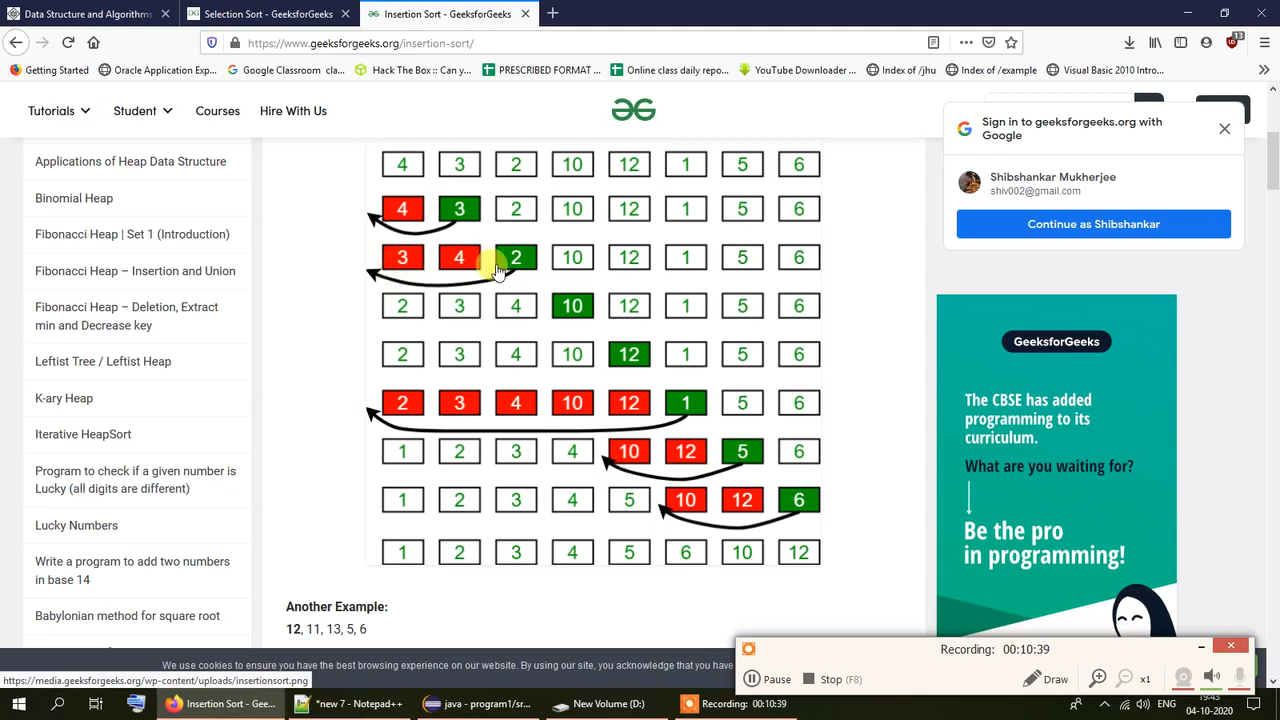 Data Structure and Algorithms
Selection Sort - GeeksforGeeks
Insertion Sort - GeeksforGeeks
https://www.geeksforgeeks.org/insertion-sort/
13
Getting Started
Oracle Application Exp...
Google Classroom cl...
Hack The Box :: Can y...
PRESCRIBED FORMAT ...
Online class daily repo...
YouTube Downloader ...
Index of /jhu
Index of /example
Visual Basic 2010 Intro...
Tutorials
Student
Courses
Hire With Us
Sign in to geeksforgeeks.org with
Google
Shibshankar Mukherjee
shiv002@gmail.com
Continue as Shibshankar
Applications of Heap Data Structure
Binomial Heap
Fibonacci Heap | Set 1 (Introduction)
Fibonacci Heap – Insertion and Union
Fibonacci Heap – Deletion, Extract
min and Decrease key
Leftist Tree / Leftist Heap
K-ary Heap
Iterative HeapSort
Program to check if a given number is
Lucky (all digits are different)
Lucky Numbers
Write a program to add two numbers
in base 14
Babylonian method for square root
4 3 2 10 12 1 5 6
4 3 2 10 12 1 5 6
3 4 2 10 12 1 5 6
2 3 4 10 12 1 5 6
2 3 4 10 12 1 5 6
2 3 4 10 12 1 5 6
1 2 3 4 10 12 5 6
1 2 3 4 5 10 12 6
1 2 3 4 5 6 10 12
Another Example:
12, 11, 13, 5, 6
GeeksforGeeks
The CBSE has added
programming to its
curriculum.
What are you waiting for?
Be the pro
in programming!
We use cookies to ensure you have the best browsing experience on our website. By using our site, you acknowledge that you have
https://media.geeksforgeeks.org/wp-content/uploads/insertionsort.png
Recording: 00:10:39
Pause
Stop (F8)
Draw
x1
Insertion Sort - Gee...
*new 7 - Notepad++
java - program1/sr...
New Volume (D:)
Recording: 00:10:39
ENG
19:43
04-10-2020